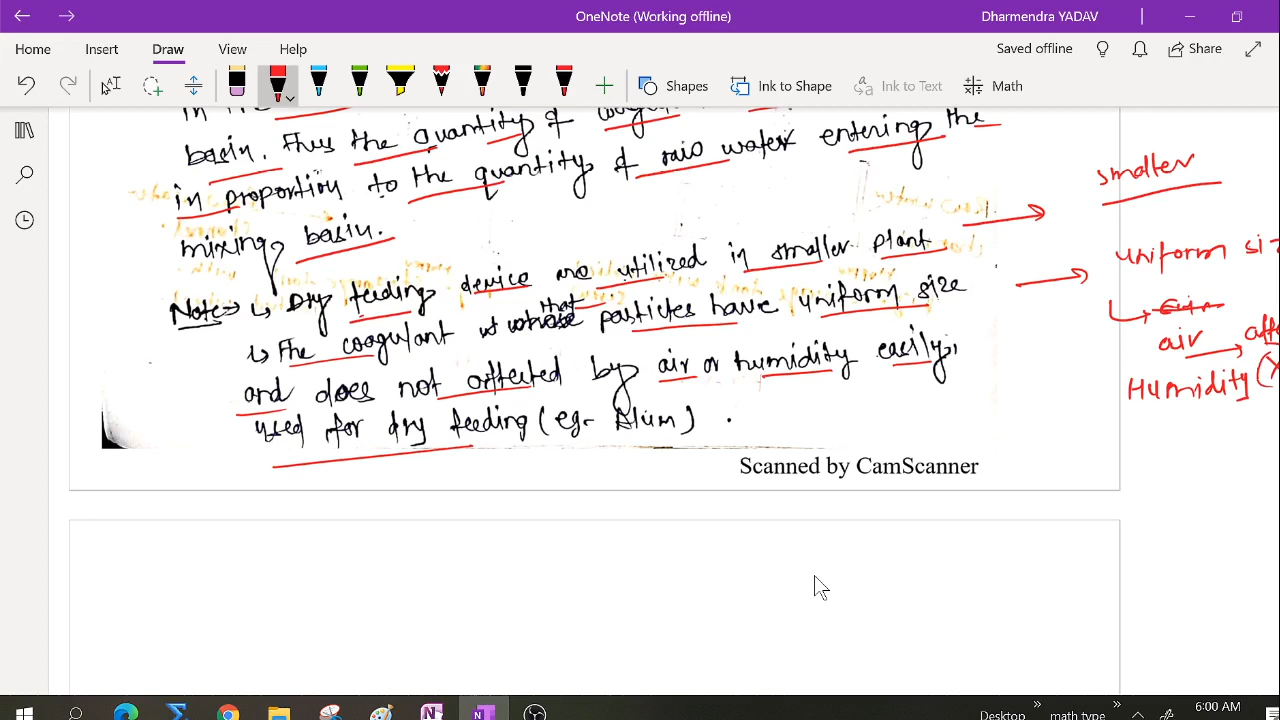 OneNote (Working offline)
Dharmendra YADAV
Home Insert Draw View Help
Saved offline
Share
Shapes
Ink to Shape
Ink to Text
Math
basin. Thus the quantity of
in proportion to the quantity of raio water entering the
mixing basin.
Note→ ↳ Dry feeding device are utilized in smaller plant
↳ The coagulant that particles have uniform size
and does not affected by air or humidity easily,
used for dry feeding (eg- Alum).
smaller
uniform
air →
Humidity (X
Scanned by CamScanner
Desktop
math type
6:00 AM